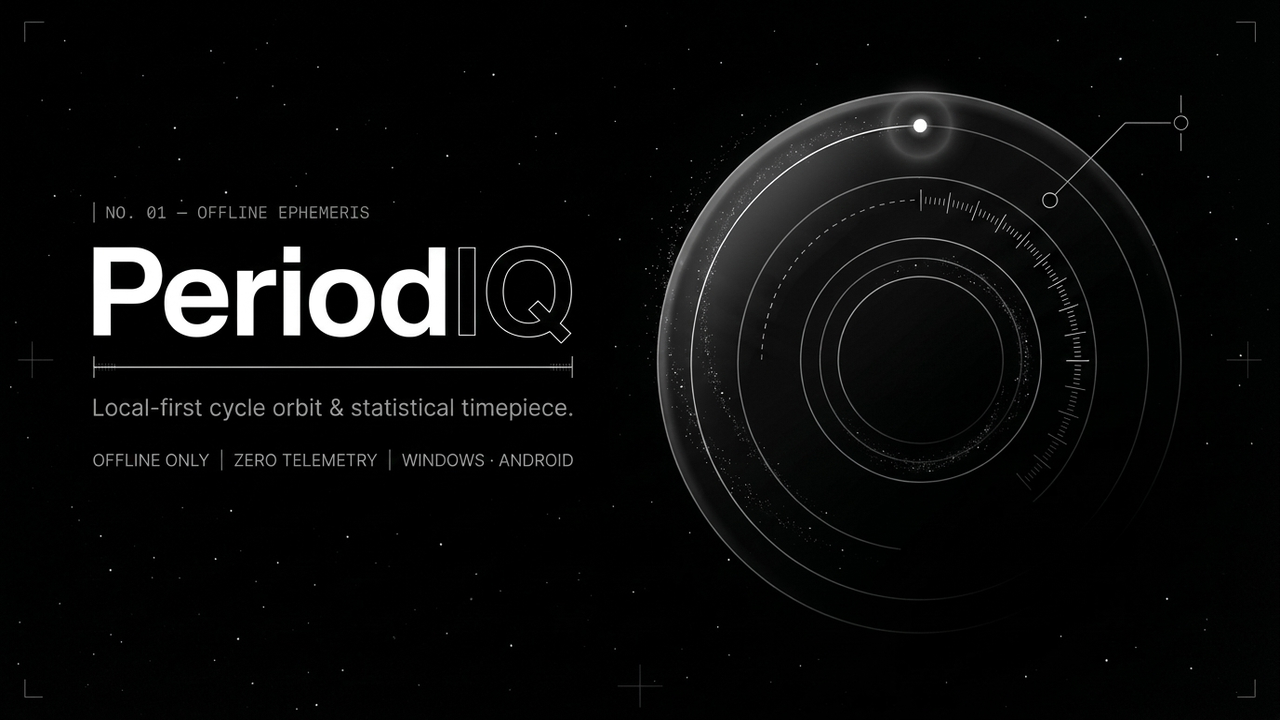 NO. 01 — OFFLINE EPHEMERIS
PeriodIQ
Local-first cycle orbit & statistical timepiece.
OFFLINE ONLY | ZERO TELEMETRY | WINDOWS · ANDROID